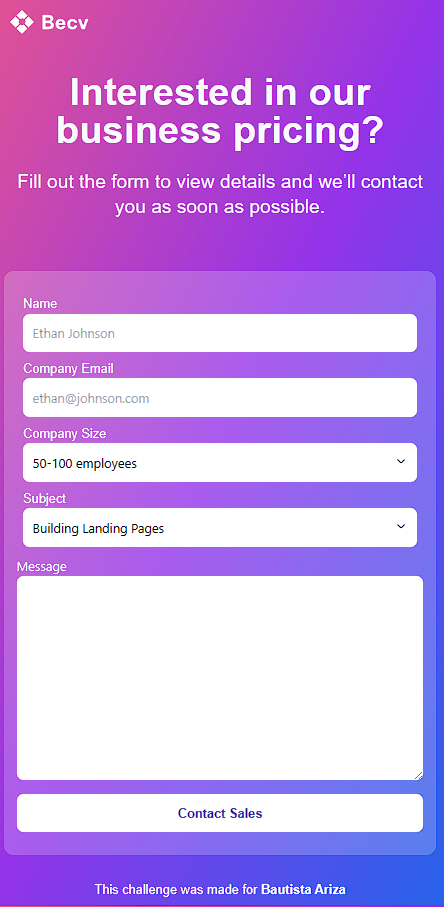 Becv
Interested in our
business pricing?
Fill out the form to view details and we’ll contact
you as soon as possible.
Name
Ethan Johnson
Company Email
ethan@johnson.com
Company Size
50-100 employees
Subject
Building Landing Pages
Message
Contact Sales
This challenge was made for Bautista Ariza